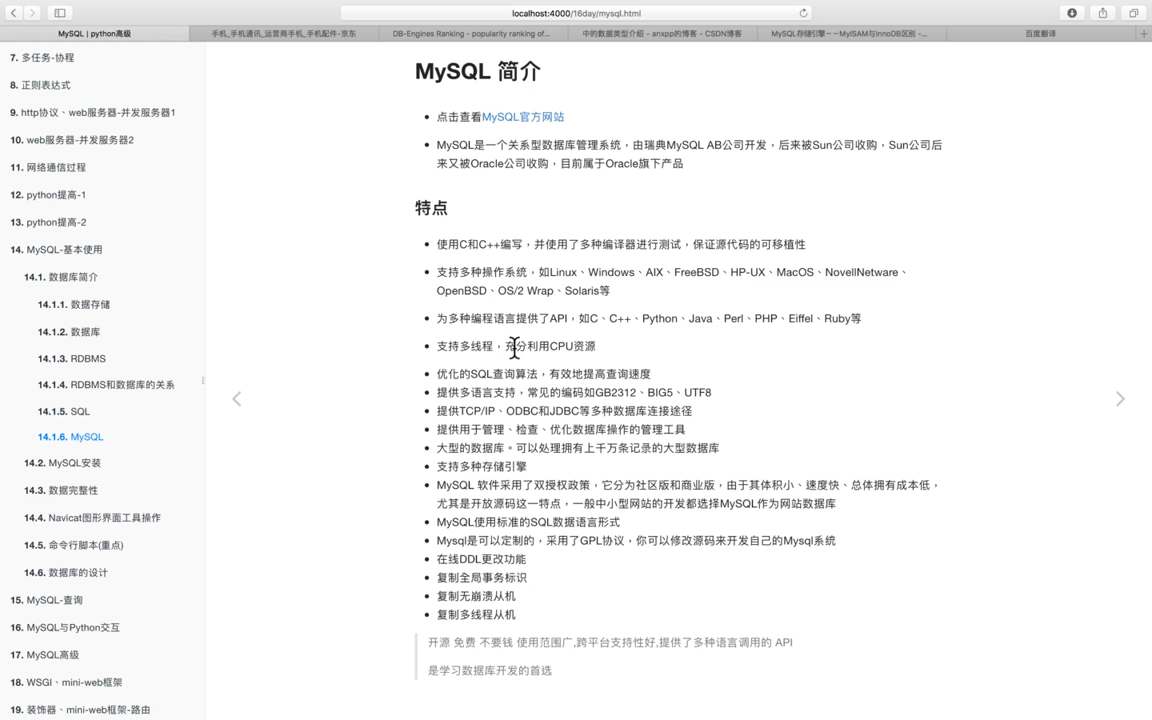 localhost:4000/16day/mysql.html
MySQL | python高级
手机_手机通讯_运营商手机_手机配件-京东
DB-Engines Ranking - popularity ranking of...
中的数据类型介绍 - anxpp的博客 - CSDN博客
MySQL存储引擎－－MyISAM与InnoDB区别 -...
百度翻译
7. 多任务-协程
8. 正则表达式
9. http协议、web服务器-并发服务器1
10. web服务器-并发服务器2
11. 网络通信过程
12. python提高-1
13. python提高-2
14. MySQL-基本使用
14.1. 数据库简介
14.1.1. 数据存储
14.1.2. 数据库
14.1.3. RDBMS
14.1.4. RDBMS和数据库的关系
14.1.5. SQL
14.1.6. MySQL
14.2. MySQL安装
14.3. 数据完整性
14.4. Navicat图形界面工具操作
14.5. 命令行脚本(重点)
14.6. 数据库的设计
15. MySQL-查询
16. MySQL与Python交互
17. MySQL高级
18. WSGI、mini-web框架
19. 装饰器、mini-web框架-路由
MySQL 简介
点击查看MySQL官方网站
MySQL是一个关系型数据库管理系统，由瑞典MySQL AB公司开发，后来被Sun公司收购，Sun公司后
来又被Oracle公司收购，目前属于Oracle旗下产品
特点
使用C和C++编写，并使用了多种编译器进行测试，保证源代码的可移植性
支持多种操作系统，如Linux、Windows、AIX、FreeBSD、HP-UX、MacOS、NovellNetware、
OpenBSD、OS/2 Wrap、Solaris等
为多种编程语言提供了API，如C、C++、Python、Java、Perl、PHP、Eiffel、Ruby等
支持多线程，充分利用CPU资源
优化的SQL查询算法，有效地提高查询速度
提供多语言支持，常见的编码如GB2312、BIG5、UTF8
提供TCP/IP、ODBC和JDBC等多种数据库连接途径
提供用于管理、检查、优化数据库操作的管理工具
大型的数据库。可以处理拥有上千万条记录的大型数据库
支持多种存储引擎
MySQL 软件采用了双授权政策，它分为社区版和商业版，由于其体积小、速度快、总体拥有成本低，
尤其是开放源码这一特点，一般中小型网站的开发都选择MySQL作为网站数据库
MySQL使用标准的SQL数据语言形式
Mysql是可以定制的，采用了GPL协议，你可以修改源码来开发自己的Mysql系统
在线DDL更改功能
复制全局事务标识
复制无崩溃从机
复制多线程从机
开源 免费 不要钱 使用范围广,跨平台支持性好,提供了多种语言调用的 API
是学习数据库开发的首选